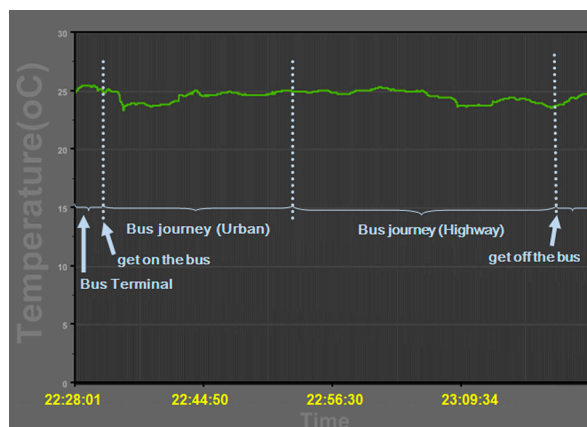 Temperature(oC)
30
25
20
15
10
5
0
Bus journey (Urban)
Bus journey (Highway)
get on the bus
get off the bus
Bus Terminal
22:28:01
22:44:50
22:56:30
23:09:34
Time